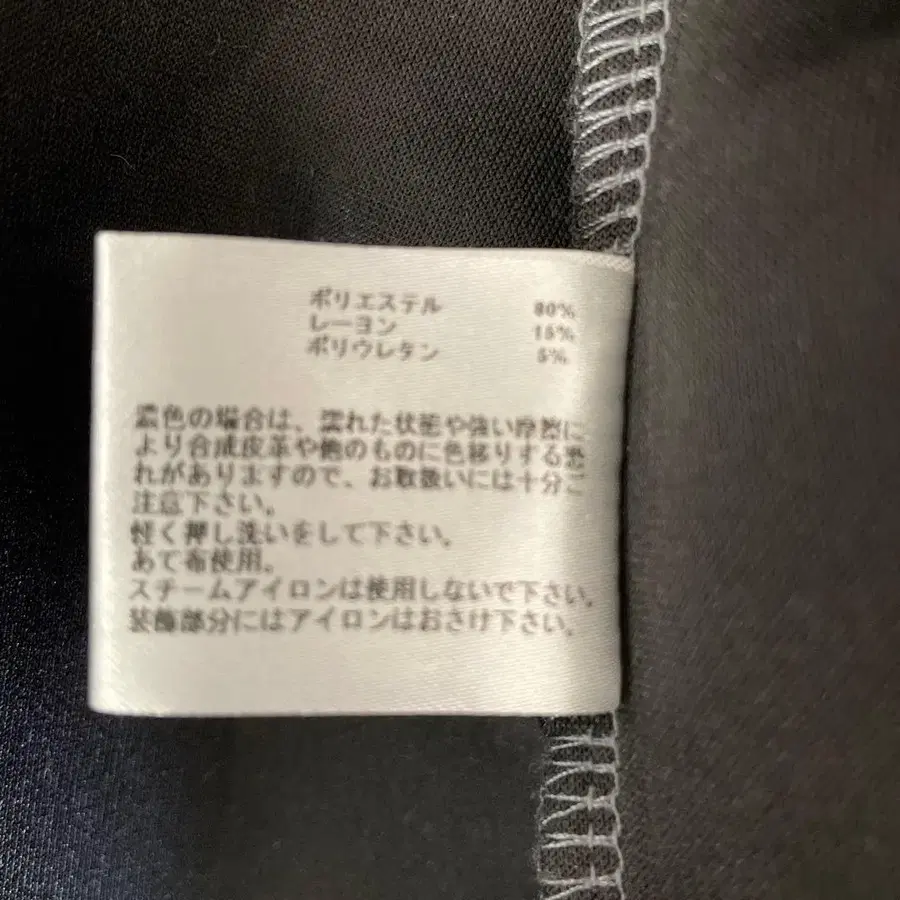 ポリエステル 80%
レーヨン 15%
ポリウレタン 5%
濃色の場合は、濡れた状態や強い摩擦に
より合成皮革や他のものに色移りする恐
れがありますので、お取扱いには十分ご
注意下さい。
軽く押し洗いをして下さい。
あて布使用。
スチームアイロンは使用しないで下さい。
装飾部分にはアイロンはおさけ下さい。